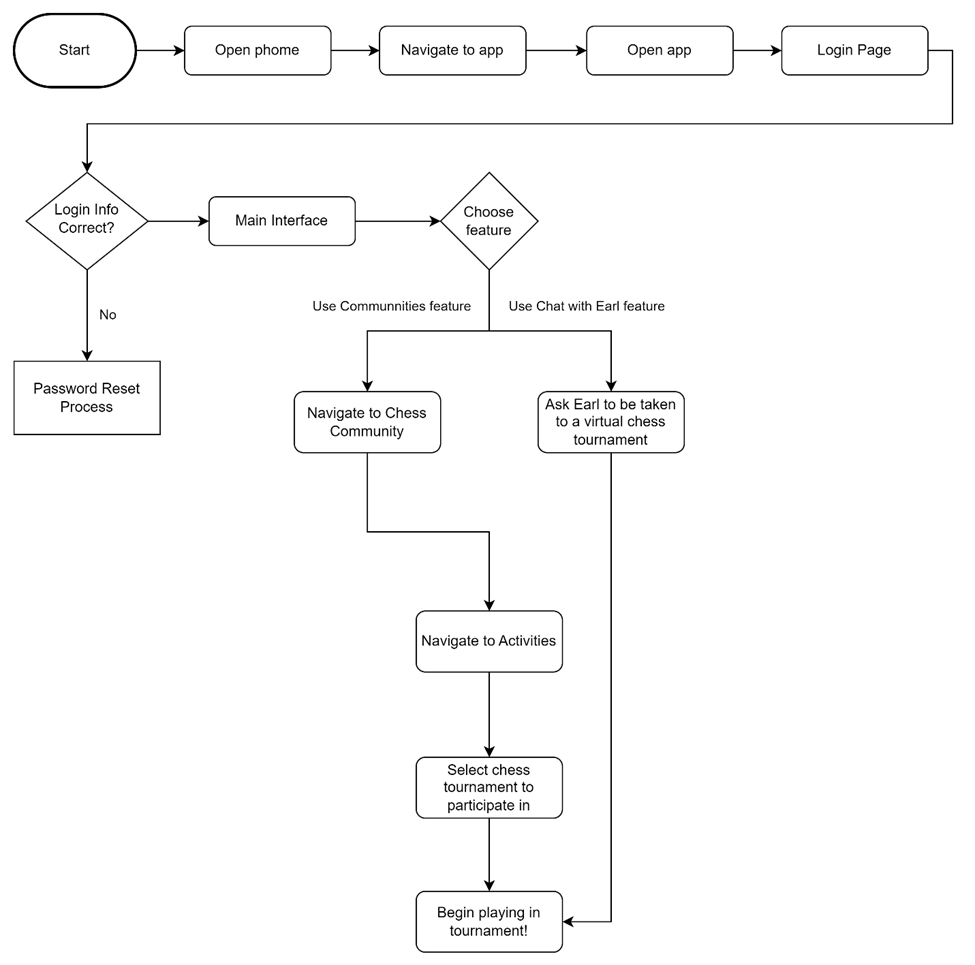 Start
Open phome
Navigate to app
Open app
Login Page
Login Info
Correct?
Main Interface
Choose
feature
No
Use Communnities feature
Use Chat with Earl feature
Password Reset
Process
Navigate to Chess
Community
Ask Earl to be taken
to a virtual chess
tournament
Navigate to Activities
Select chess
tournament to
participate in
Begin playing in
tournament!